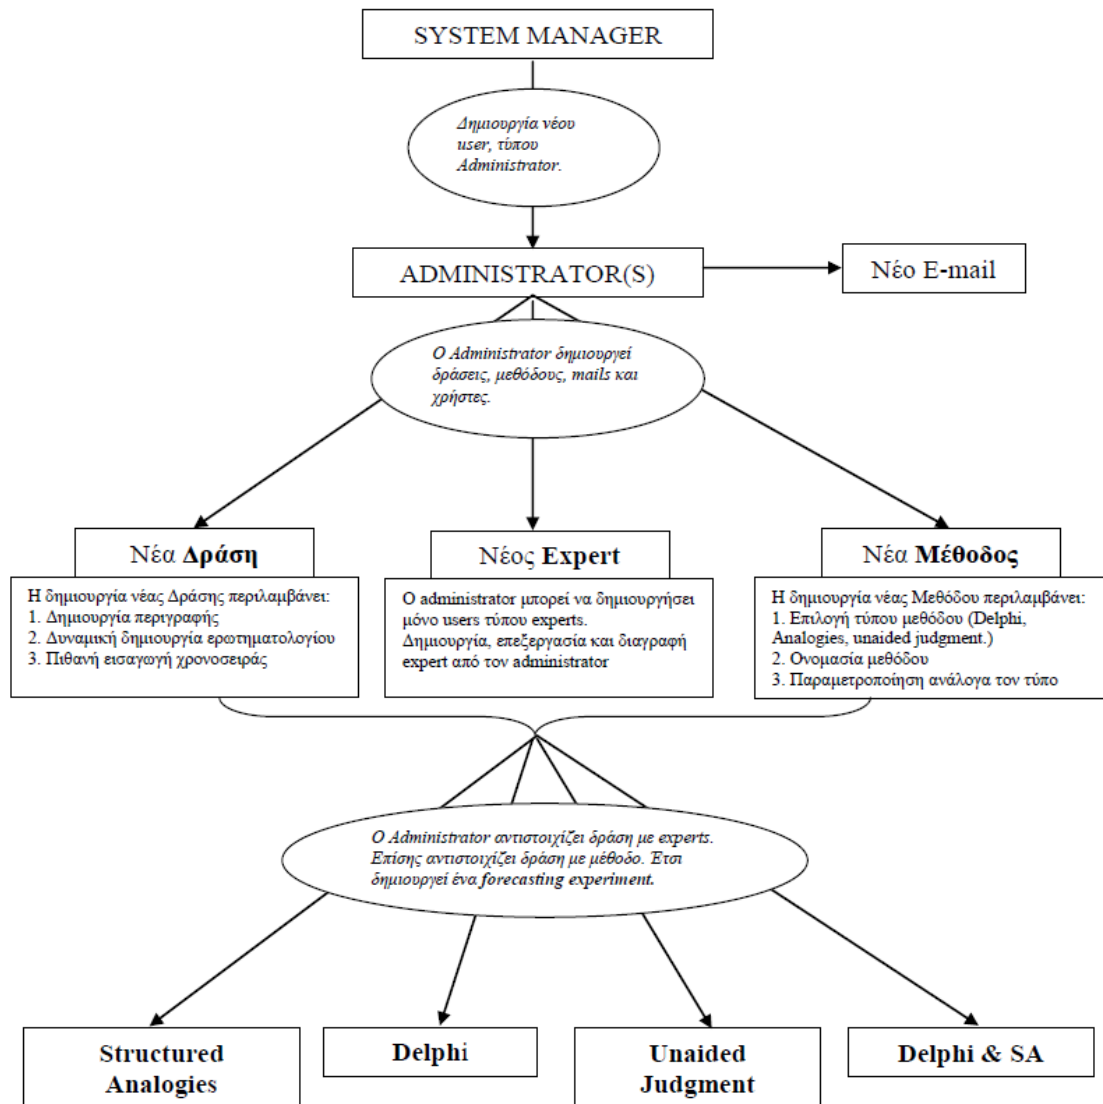 SYSTEM MANAGER
Δημιουργία νέου
user, τύπου
Administrator.
ADMINISTRATOR(S)
Νέο E-mail
Ο Administrator δημιουργεί
δράσεις, μεθόδους, mails και
χρήστες.
Νέα Δράση
Η δημιουργία νέας Δράσης περιλαμβάνει:
1. Δημιουργία περιγραφής
2. Δυναμική δημιουργία ερωτηματολογίου
3. Πιθανή εισαγωγή χρονοσειράς
Νέος Expert
Ο administrator μπορεί να δημιουργήσει
μόνο users τύπου experts.
Δημιουργία, επεξεργασία και διαγραφή
expert από τον administrator
Νέα Μέθοδος
Η δημιουργία νέας Μεθόδου περιλαμβάνει:
1. Επιλογή τύπου μεθόδου (Delphi,
Analogies, unaided judgment.)
2. Ονομασία μεθόδου
3. Παραμετροποίηση ανάλογα τον τύπο
Ο Administrator αντιστοιχίζει δράση με experts.
Επίσης αντιστοιχίζει δράση με μέθοδο. Έτσι
δημιουργεί ένα forecasting experiment.
Structured
Analogies
Delphi
Unaided
Judgment
Delphi & SA